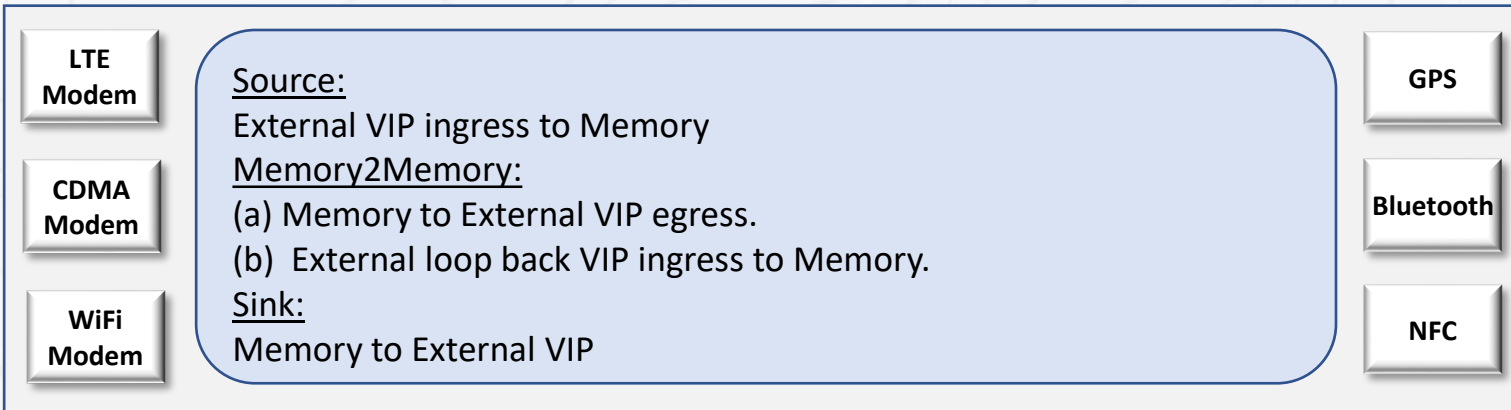 LTE
Modem
CDMA
Modem
WiFi
Modem
Source:
External VIP ingress to Memory
Memory2Memory:
(a) Memory to External VIP egress.
(b)  External loop back VIP ingress to Memory.
Sink:
Memory to External VIP
GPS
Bluetooth
NFC